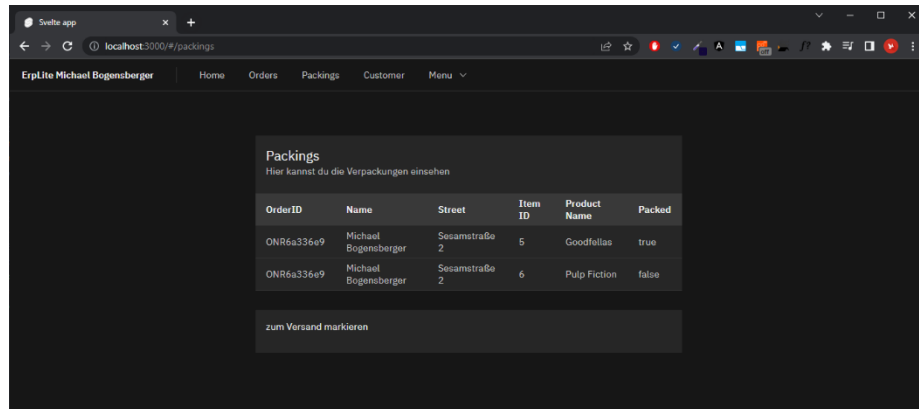 Svelte app
localhost:3000/#/packings
ErpLite Michael Bogensberger Home Orders Packings Customer Menu
Packings
Hier kannst du die Verpackungen einsehen
OrderID Name Street Item ID Product Name Packed
ONR6a336e9 Michael Bogensberger Sesamstraße 2 5 Goodfellas true
ONR6a336e9 Michael Bogensberger Sesamstraße 2 6 Pulp Fiction false
zum Versand markieren